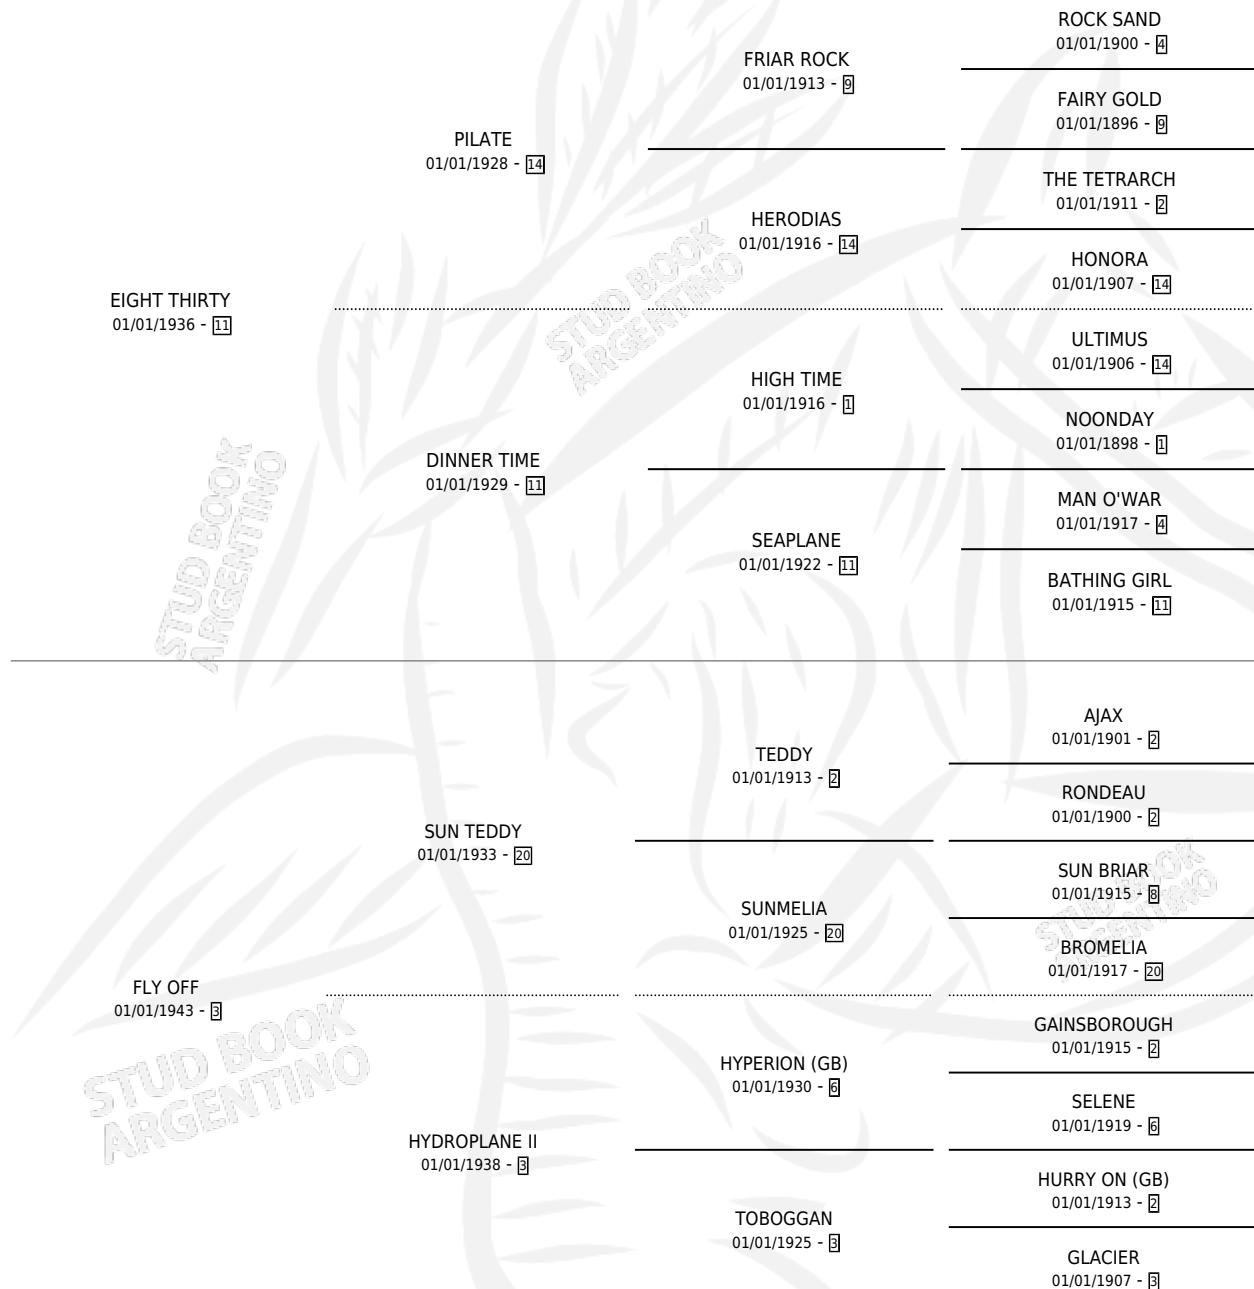 ROCK SAND
01/01/1900 - 4
FRIAR ROCK
01/01/1913 - 9
FAIRY GOLD
01/01/1896 - 9
PILATE
01/01/1928 - 14
THE TETRARCH
01/01/1911 - 2
HERODIAS
01/01/1916 - 14
HONORA
01/01/1907 - 14
EIGHT THIRTY
01/01/1936 - 11
ULTIMUS
01/01/1906 - 14
HIGH TIME
01/01/1916 - 1
NOONDAY
01/01/1898 - 1
DINNER TIME
01/01/1929 - 11
MAN O'WAR
01/01/1917 - 4
SEAPLANE
01/01/1922 - 11
BATHING GIRL
01/01/1915 - 11
AJAX
01/01/1901 - 2
TEDDY
01/01/1913 - 2
RONDEAU
01/01/1900 - 2
SUN TEDDY
01/01/1933 - 20
SUN BRIAR
01/01/1915 - 8
SUNMELIA
01/01/1925 - 20
BROMELIA
01/01/1917 - 20
FLY OFF
01/01/1943 - 3
GAINSBOROUGH
01/01/1915 - 2
HYPERION (GB)
01/01/1930 - 6
SELENE
01/01/1919 - 6
HYDROPLANE II
01/01/1938 - 3
HURRY ON (GB)
01/01/1913 - 2
TOBOGGAN
01/01/1925 - 3
GLACIER
01/01/1907 - 3
STUD BOOK
ARGENTINO
STUD BOOK
ARGENTINO
STUD BOOK
ARGENTINO
STUD BOOK
ARGENTINO